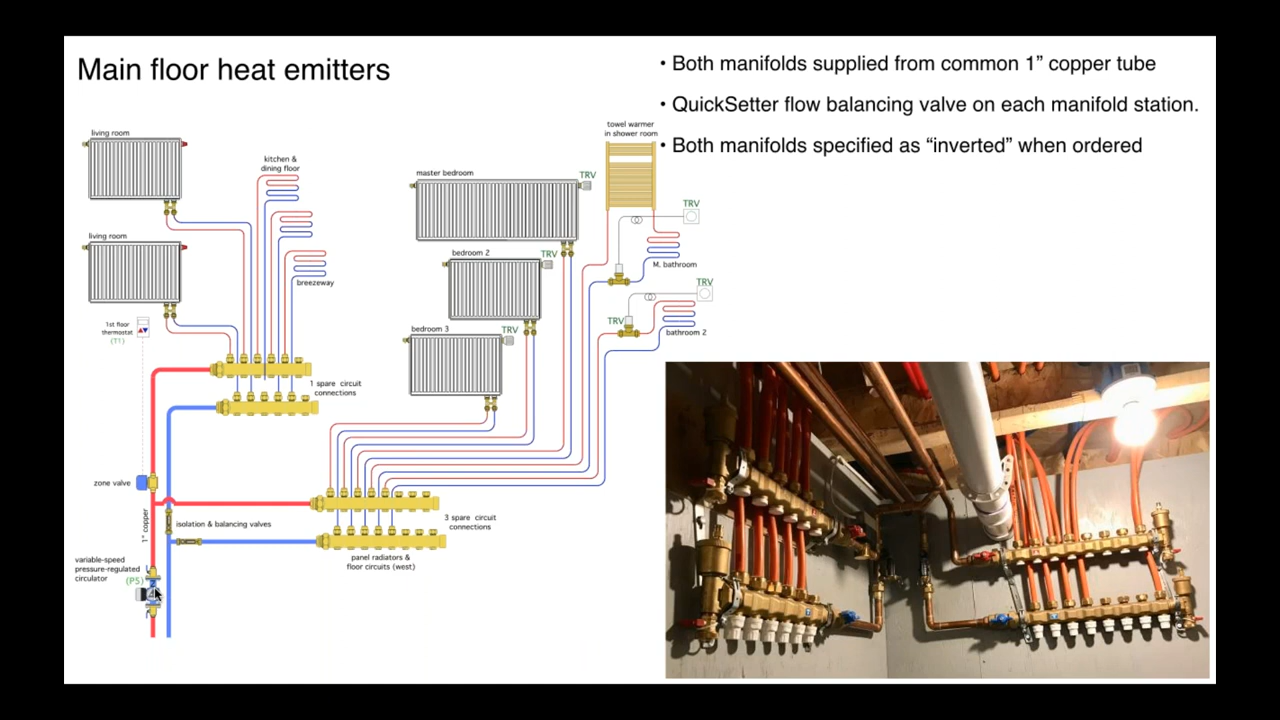 Main floor heat emitters
• Both manifolds supplied from common 1” copper tube
• QuickSetter flow balancing valve on each manifold station.
• Both manifolds specified as “inverted” when ordered
living room
kitchen &
dining floor
living room
breezeway
1st floor
thermostat
(T1)
1 spare circuit
connections
zone valve
1" copper
isolation & balancing valves
variable-speed
pressure-regulated
circulator
(P5)
master bedroom
TRV
bedroom 2
TRV
bedroom 3
TRV
towel warmer
in shower room
TRV
M. bathroom
TRV
TRV
bathroom 2
3 spare circuit
connections
panel radiators &
floor circuits (west)